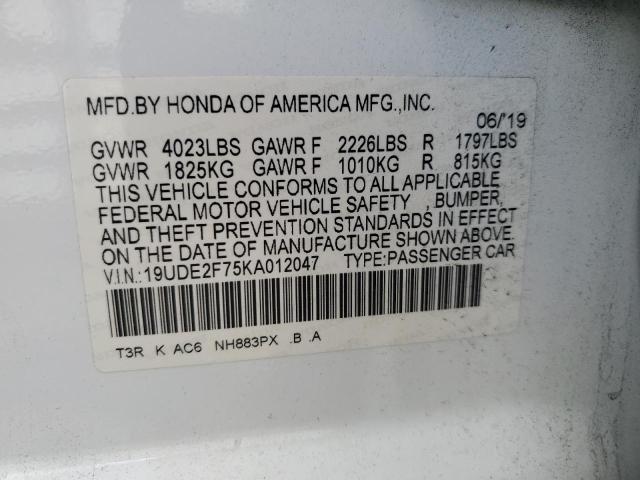 MFD.BY HONDA OF AMERICA MFG.,INC.
06/'19
GVWR 4023LBS GAWR F 2226LBS R 1797LBS
GVWR 1825KG GAWR F 1010KG R 815KG
THIS VEHICLE CONFORMS TO ALL APPLICABLE
FEDERAL MOTOR VEHICLE SAFETY , BUMPER,
AND THEFT PREVENTION STANDARDS IN EFFECT
ON THE DATE OF MANUFACTURE SHOWN ABOVE.
V.I.N.:19UDE2F75KA012047 TYPE:PASSENGER CAR
T3R K AC6 NH883PX .B .A